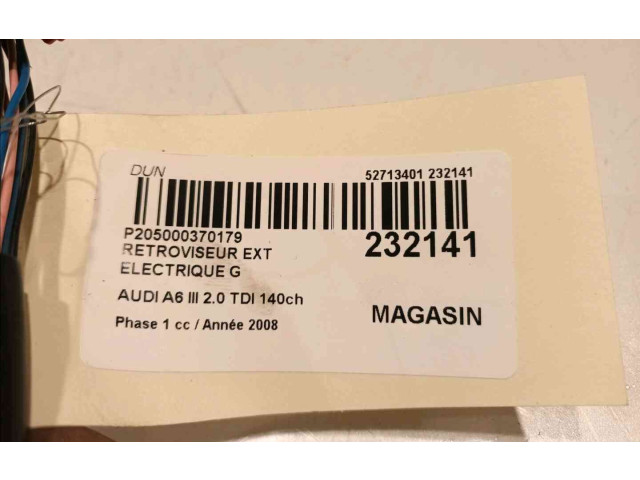 DUN 52713401 232141
P205000370179 232141
RETROVISEUR EXT
ELECTRIQUE G
AUDI A6 III 2.0 TDI 140ch
Phase 1 cc / Année 2008 MAGASIN